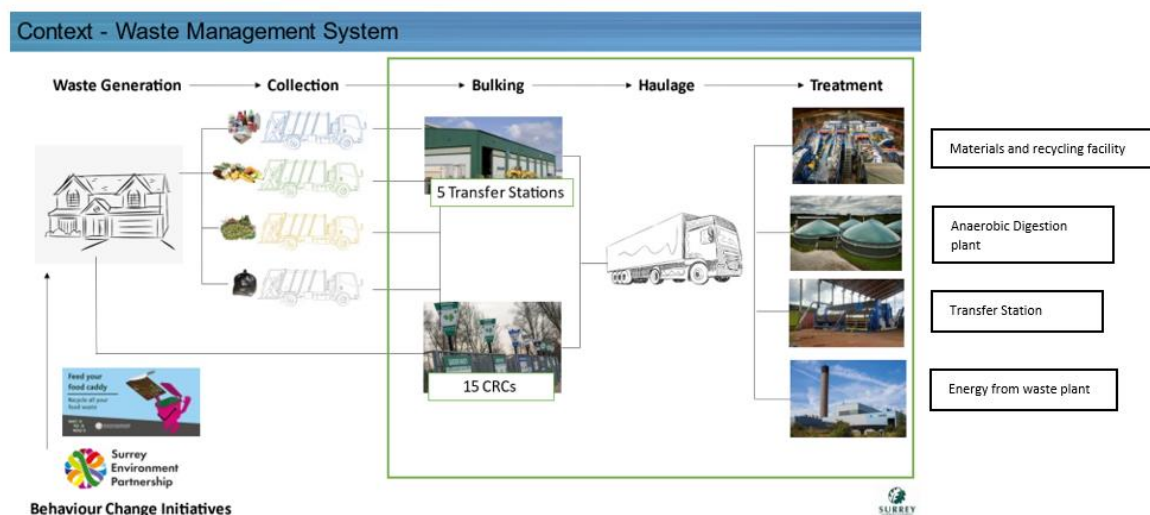 Context - Waste Management System
Waste Generation
Collection
Bulking
Haulage
Treatment
5 Transfer Stations
15 CRCs
Materials and recycling facility
Anaerobic Digestion
plant
Transfer Station
Energy from waste plant
Feed your
food caddy
Recycle all your
food waste
Surrey
Environment
Partnership
Behaviour Change Initiatives
SURREY